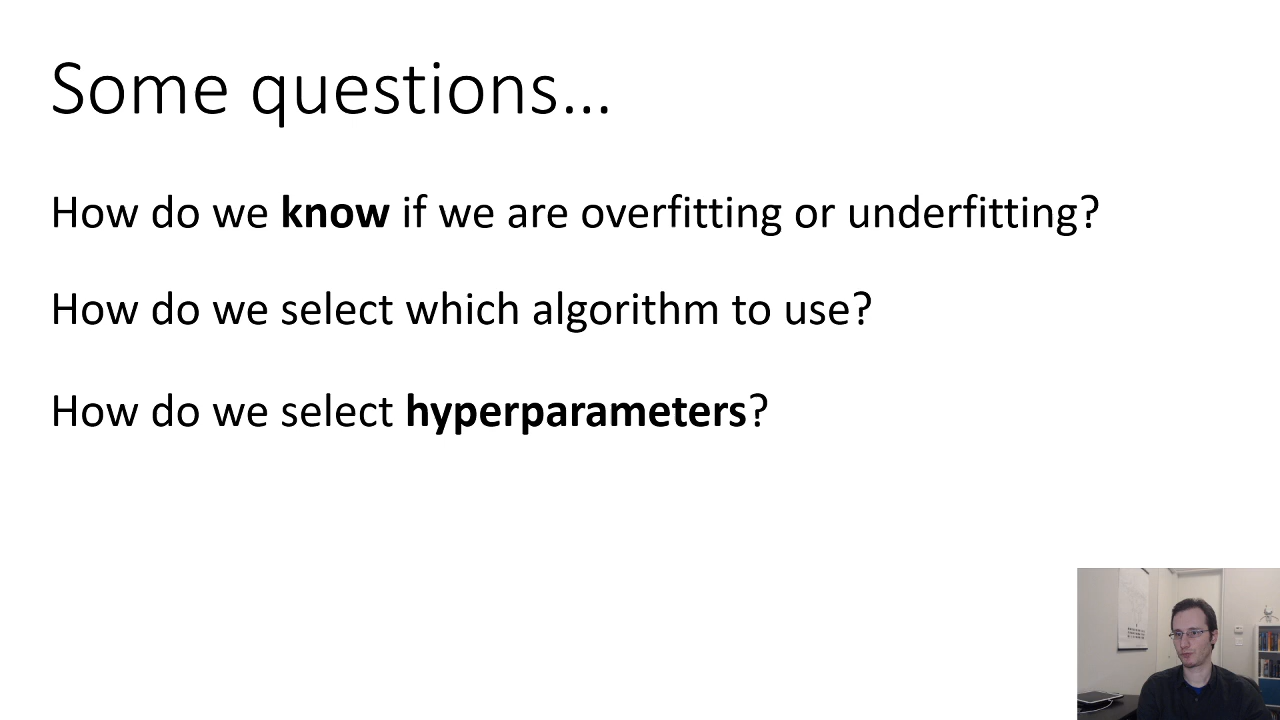 Some questions…
How do we know if we are overfitting or underfitting?
How do we select which algorithm to use?
How do we select hyperparameters?